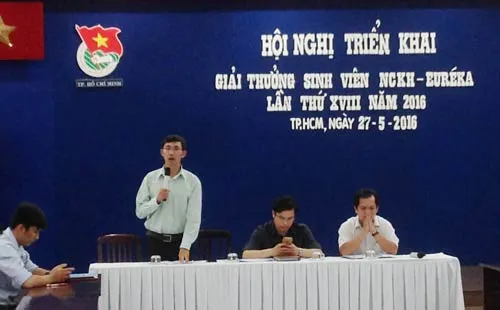 TP. HỒ CHÍ MINH
HỘI NGHỊ TRIỂN KHAI
GIẢI THƯỞNG SINH VIÊN NCKH - EURÉKA
LẦN THỨ XVIII NĂM 2016
TP.HCM, NGÀY 27-5-2016